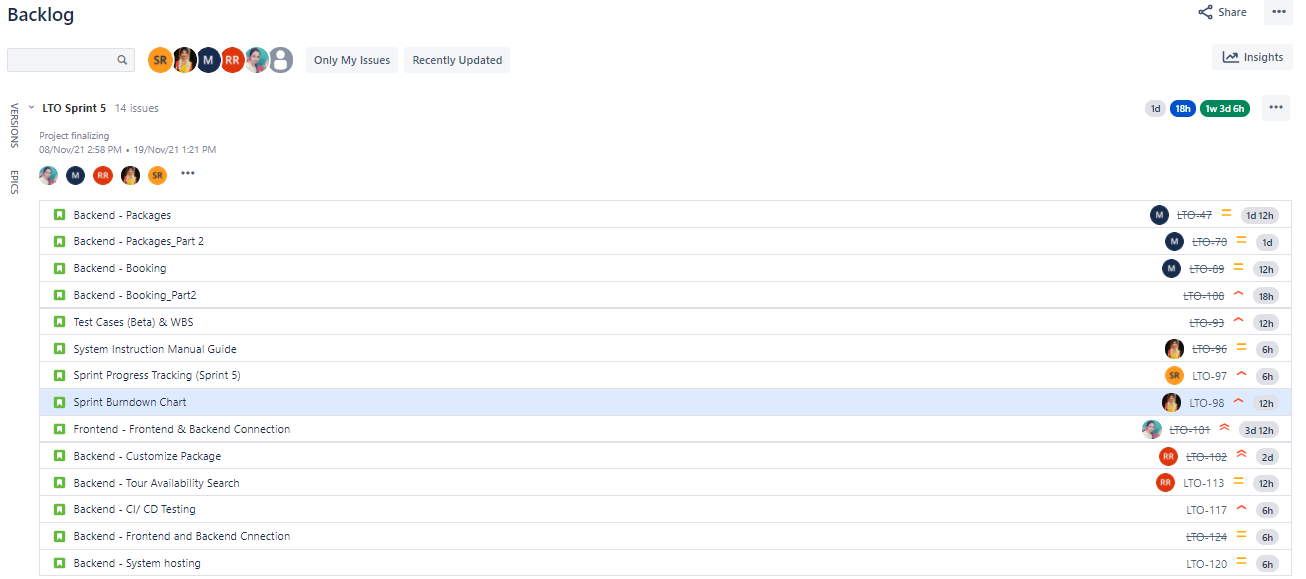 Backlog
Share
SR M RR Only My Issues Recently Updated Insights
VERSIONS
EPICS
LTO Sprint 5 14 issues 1d 18h 1w 3d 6h
Project finalizing
08/Nov/21 2:58 PM • 19/Nov/21 1:21 PM
M RR SR
Backend - Packages M LTO-47 1d 12h
Backend - Packages_Part 2 M LTO-70 1d
Backend - Booking M LTO-89 12h
Backend - Booking_Part2 LTO-108 18h
Test Cases (Beta) & WBS LTO-93 12h
System Instruction Manual Guide LTO-96 6h
Sprint Progress Tracking (Sprint 5) SR LTO-97 6h
Sprint Burndown Chart LTO-98 12h
Frontend - Frontend & Backend Connection LTO-101 3d 12h
Backend - Customize Package RR LTO-102 2d
Backend - Tour Availability Search RR LTO-113 12h
Backend - CI/ CD Testing LTO-117 6h
Backend - Frontend and Backend Cnnection LTO-124 6h
Backend - System hosting LTO-120 6h